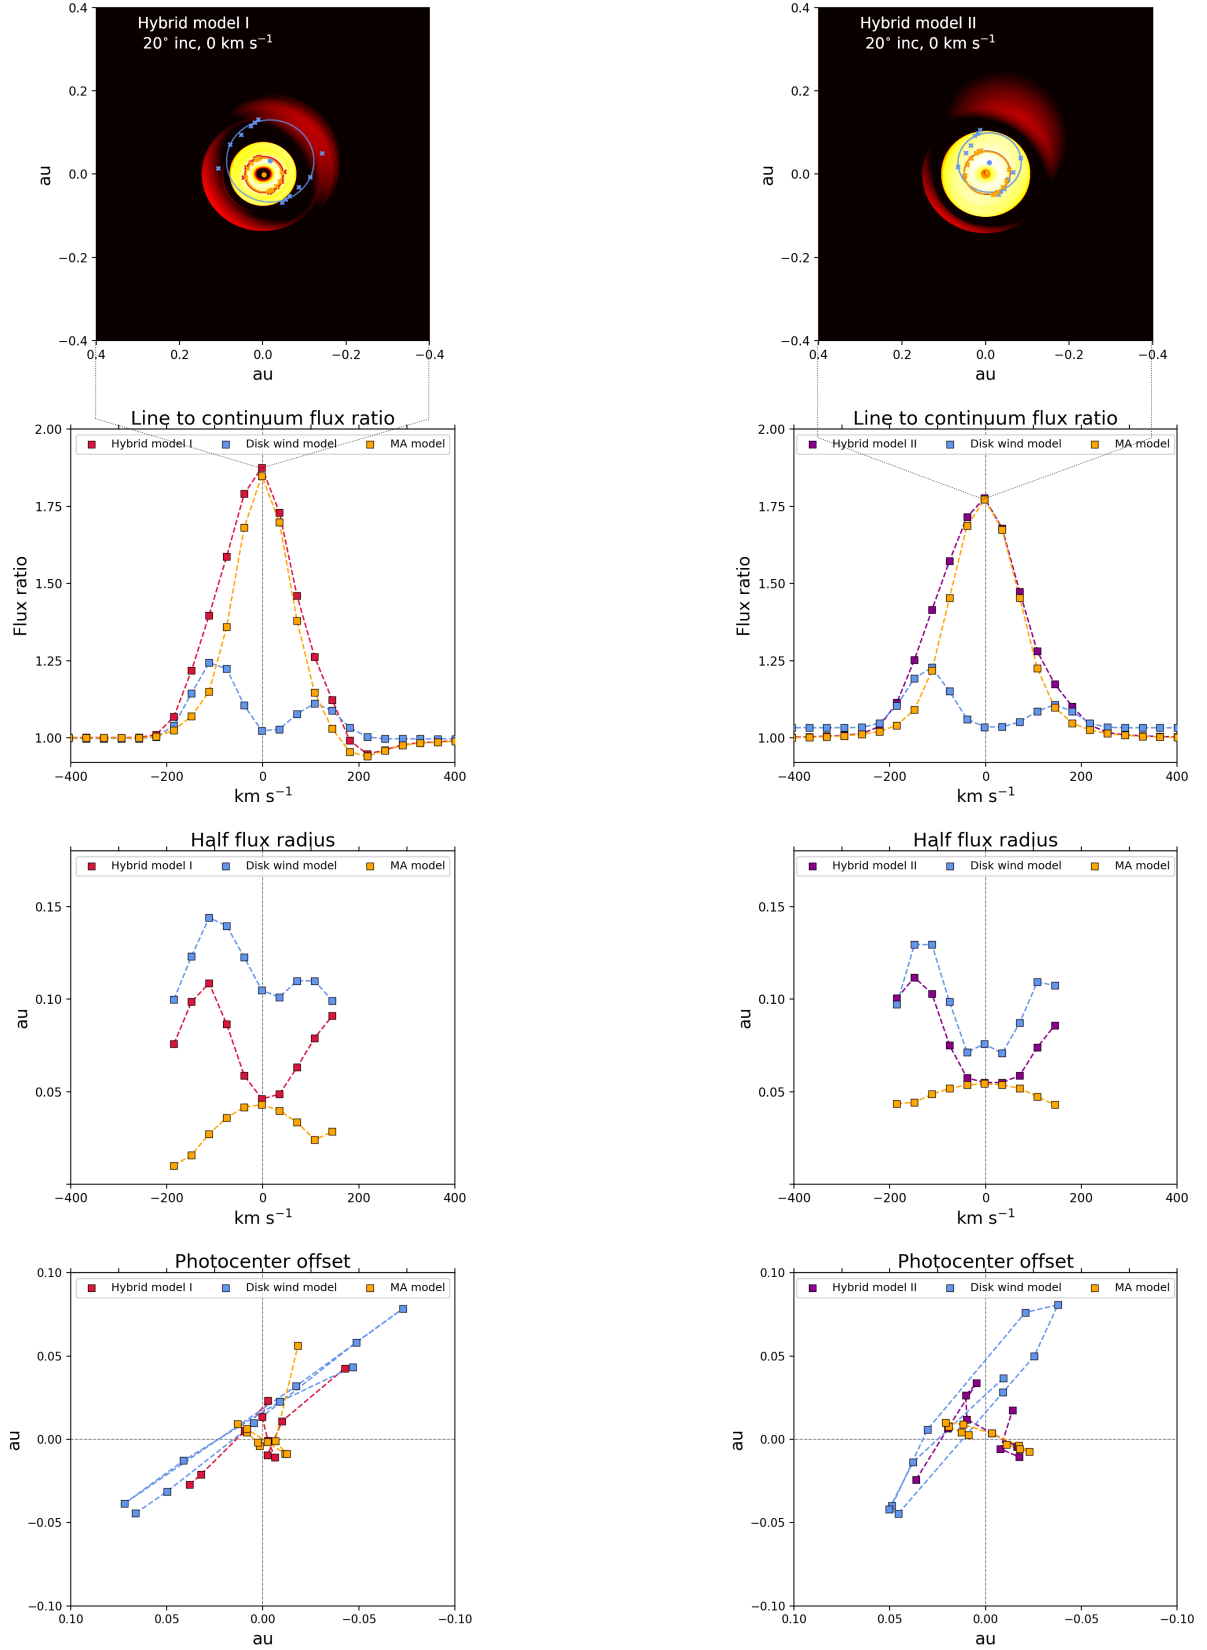 Hybrid model I
20° inc, 0 km s⁻¹
0.4
0.2
0.0
−0.2
−0.4
au
0.4 0.2 0.0 −0.2 −0.4
au
Hybrid model II
20° inc, 0 km s⁻¹
0.4
0.2
0.0
−0.2
−0.4
au
0.4 0.2 0.0 −0.2 −0.4
au
Line to continuum flux ratio
Hybrid model I Disk wind model MA model
2.00
1.75
1.50
1.25
1.00
Flux ratio
−400 −200 0 200 400
km s⁻¹
Line to continuum flux ratio
Hybrid model II Disk wind model MA model
2.00
1.75
1.50
1.25
1.00
Flux ratio
−400 −200 0 200 400
km s⁻¹
Half flux radius
Hybrid model I Disk wind model MA model
0.15
0.10
0.05
au
−400 −200 0 200 400
km s⁻¹
Half flux radius
Hybrid model II Disk wind model MA model
0.15
0.10
0.05
au
−400 −200 0 200 400
km s⁻¹
Photocenter offset
Hybrid model I Disk wind model MA model
0.10
0.05
0.00
−0.05
−0.10
au
0.10 0.05 0.00 −0.05 −0.10
au
Photocenter offset
Hybrid model II Disk wind model MA model
0.10
0.05
0.00
−0.05
−0.10
au
0.10 0.05 0.00 −0.05 −0.10
au